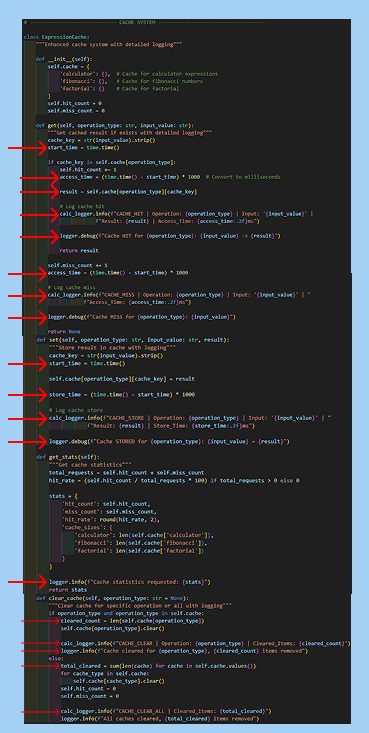 # ------------------------------ CACHE SYSTEM ------------------------------
class ExpressionCache:
"""Enhanced cache system with detailed logging"""
def __init__(self):
self.cache = {
'calculator': {},  # Cache for calculator expressions
'fibonacci': {},  # Cache for fibonacci numbers
'factorial': {}  # Cache for factorial
}
self.hit_count = 0
self.miss_count = 0
def get(self, operation_type: str, input_value: str):
"""Get cached result if exists with detailed logging"""
cache_key = str(input_value).strip()
start_time = time.time()
if cache_key in self.cache[operation_type]:
self.hit_count += 1
access_time = (time.time() - start_time) * 1000  # Convert to milliseconds
result = self.cache[operation_type][cache_key]
# Log cache hit
calc_logger.info(f"CACHE_HIT | Operation: {operation_type} | Input: '{input_value}' | "
f"Result: {result} | Access_Time: {access_time:.2f}ms")
logger.debug(f"Cache HIT for {operation_type}: {input_value} -> {result}")
return result
self.miss_count += 1
access_time = (time.time() - start_time) * 1000
# Log cache miss
calc_logger.info(f"CACHE_MISS | Operation: {operation_type} | Input: '{input_value}' | "
f"Access_Time: {access_time:.2f}ms")
logger.debug(f"Cache MISS for {operation_type}: {input_value}")
return None
def set(self, operation_type: str, input_value: str, result):
"""Store result in cache with logging"""
cache_key = str(input_value).strip()
start_time = time.time()
self.cache[operation_type][cache_key] = result
store_time = (time.time() - start_time) * 1000
# Log cache store
calc_logger.info(f"CACHE_STORE | Operation: {operation_type} | Input: '{input_value}' | "
f"Result: {result} | Store_Time: {store_time:.2f}ms")
logger.debug(f"Cache STORED for {operation_type}: {input_value} = {result}")
def get_stats(self):
"""Get cache statistics"""
total_requests = self.hit_count + self.miss_count
hit_rate = (self.hit_count / total_requests * 100) if total_requests > 0 else 0
stats = {
'hit_count': self.hit_count,
'miss_count': self.miss_count,
'hit_rate': round(hit_rate, 2),
'cache_sizes': {
'calculator': len(self.cache['calculator']),
'fibonacci': len(self.cache['fibonacci']),
'factorial': len(self.cache['factorial'])
}
}
logger.info(f"Cache statistics requested: {stats}")
return stats
def clear_cache(self, operation_type: str = None):
"""Clear cache for specific operation or all with logging"""
if operation_type and operation_type in self.cache:
cleared_count = len(self.cache[operation_type])
self.cache[operation_type].clear()
calc_logger.info(f"CACHE_CLEAR | Operation: {operation_type} | Cleared_Items: {cleared_count}")
logger.info(f"Cache cleared for {operation_type}, {cleared_count} items removed")
else:
total_cleared = sum(len(cache) for cache in self.cache.values())
for cache_type in self.cache:
self.cache[cache_type].clear()
self.hit_count = 0
self.miss_count = 0
calc_logger.info(f"CACHE_CLEAR_ALL | Cleared_Items: {total_cleared}")
logger.info(f"All caches cleared, {total_cleared} items removed")